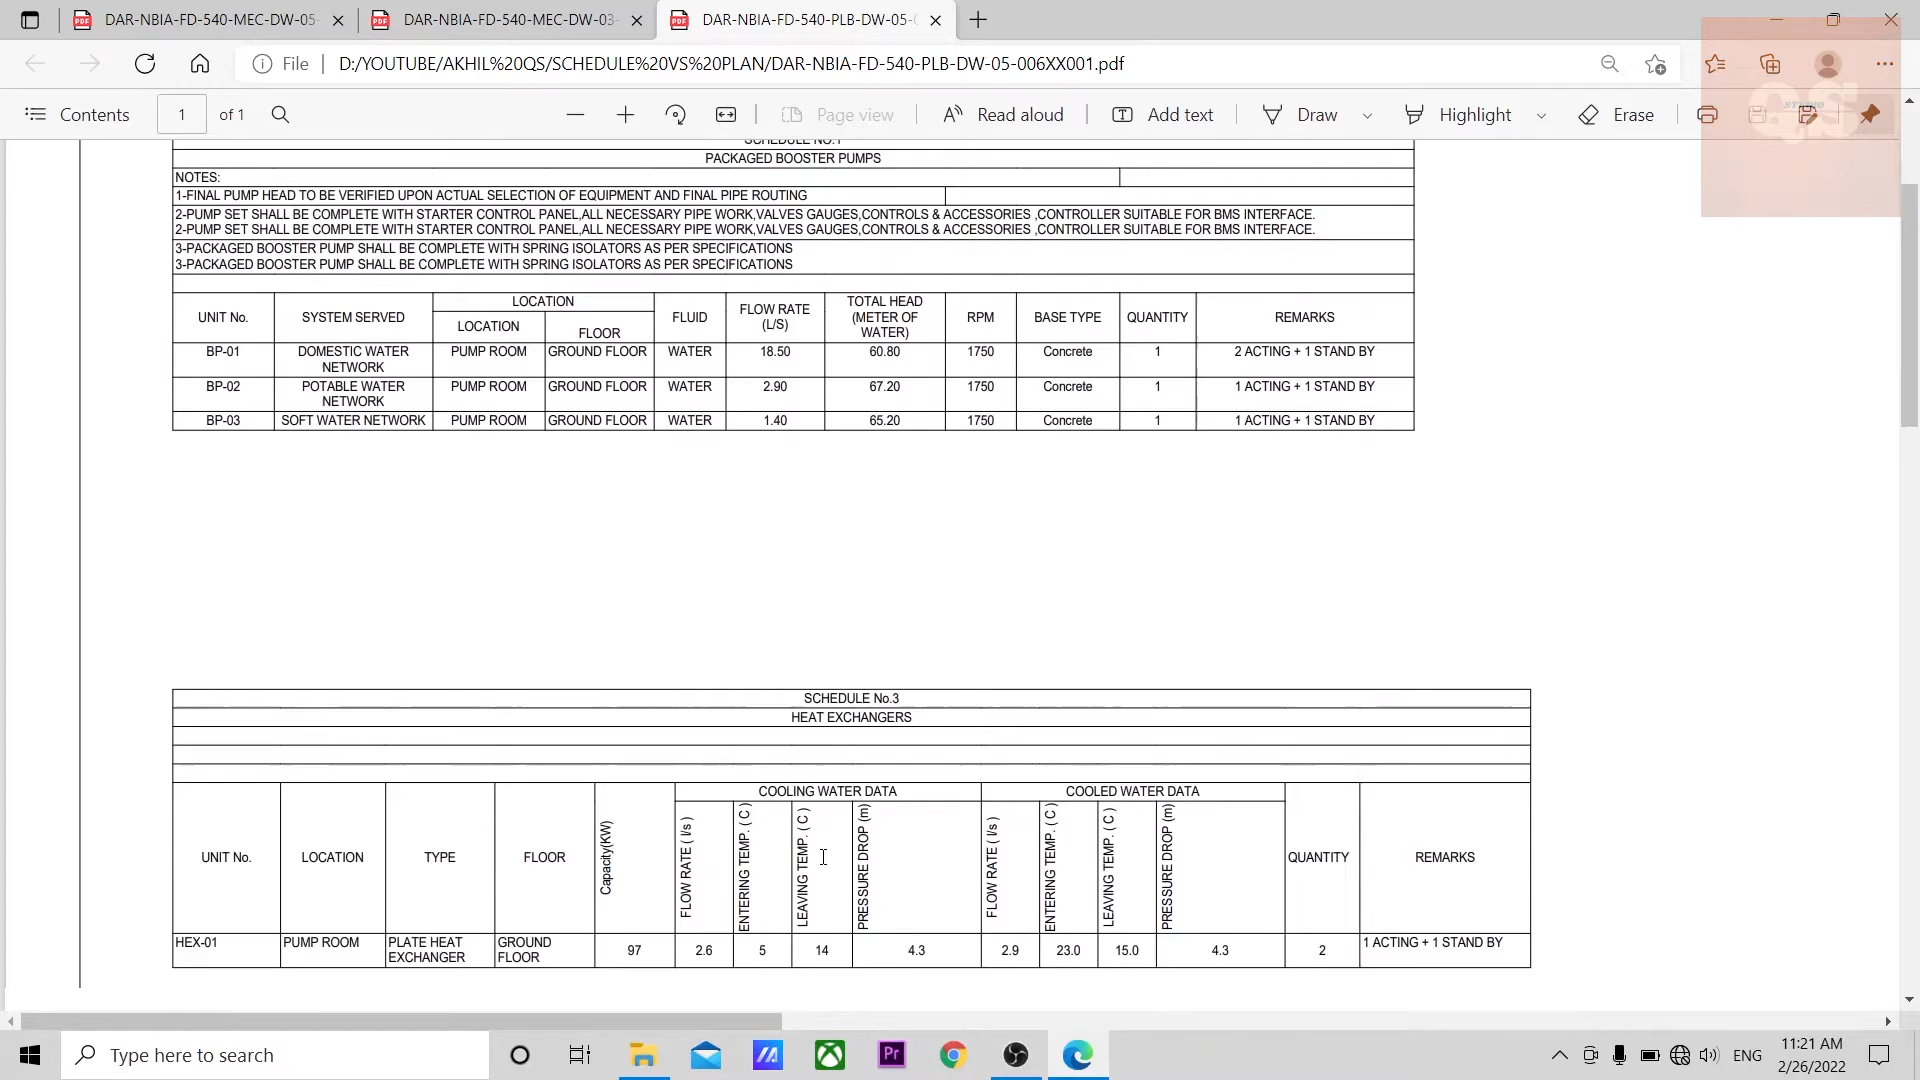 DAR-NBIA-FD-540-MEC-DW-05-
DAR-NBIA-FD-540-MEC-DW-03-
DAR-NBIA-FD-540-PLB-DW-05-0
File
D:/YOUTUBE/AKHIL%20QS/SCHEDULE%20VS%20PLAN/DAR-NBIA-FD-540-PLB-DW-05-006XX001.pdf
Contents 1 of 1 Page view Read aloud Add text Draw Highlight Erase
STUDIO
QS
SCHEDULE NO.1
PACKAGED BOOSTER PUMPS
NOTES:
1-FINAL PUMP HEAD TO BE VERIFIED UPON ACTUAL SELECTION OF EQUIPMENT AND FINAL PIPE ROUTING
2-PUMP SET SHALL BE COMPLETE WITH STARTER CONTROL PANEL,ALL NECESSARY PIPE WORK,VALVES GAUGES,CONTROLS & ACCESSORIES ,CONTROLLER SUITABLE FOR BMS INTERFACE.
2-PUMP SET SHALL BE COMPLETE WITH STARTER CONTROL PANEL,ALL NECESSARY PIPE WORK,VALVES GAUGES,CONTROLS & ACCESSORIES ,CONTROLLER SUITABLE FOR BMS INTERFACE.
3-PACKAGED BOOSTER PUMP SHALL BE COMPLETE WITH SPRING ISOLATORS AS PER SPECIFICATIONS
3-PACKAGED BOOSTER PUMP SHALL BE COMPLETE WITH SPRING ISOLATORS AS PER SPECIFICATIONS
UNIT No.
SYSTEM SERVED
LOCATION
LOCATION
FLOOR
FLUID
FLOW RATE
(L/S)
TOTAL HEAD
(METER OF
WATER)
RPM
BASE TYPE
QUANTITY
REMARKS
BP-01 DOMESTIC WATER PUMP ROOM GROUND FLOOR WATER 18.50 60.80 1750 Concrete 1 2 ACTING + 1 STAND BY
NETWORK
BP-02 POTABLE WATER PUMP ROOM GROUND FLOOR WATER 2.90 67.20 1750 Concrete 1 1 ACTING + 1 STAND BY
NETWORK
BP-03 SOFT WATER NETWORK PUMP ROOM GROUND FLOOR WATER 1.40 65.20 1750 Concrete 1 1 ACTING + 1 STAND BY
SCHEDULE No.3
HEAT EXCHANGERS
UNIT No.
LOCATION
TYPE
FLOOR
Capacity(KW)
COOLING WATER DATA
FLOW RATE ( l/s )
ENTERING TEMP. ( C )
LEAVING TEMP. ( C )
PRESSURE DROP (m)
COOLED WATER DATA
FLOW RATE ( l/s )
ENTERING TEMP. ( C )
LEAVING TEMP. ( C )
PRESSURE DROP (m)
QUANTITY
REMARKS
HEX-01 PUMP ROOM PLATE HEAT GROUND 97 2.6 5 14 4.3 2.9 23.0 15.0 4.3 2 1 ACTING + 1 STAND BY
EXCHANGER FLOOR
Type here to search
Pr
ENG
11:21 AM
2/26/2022